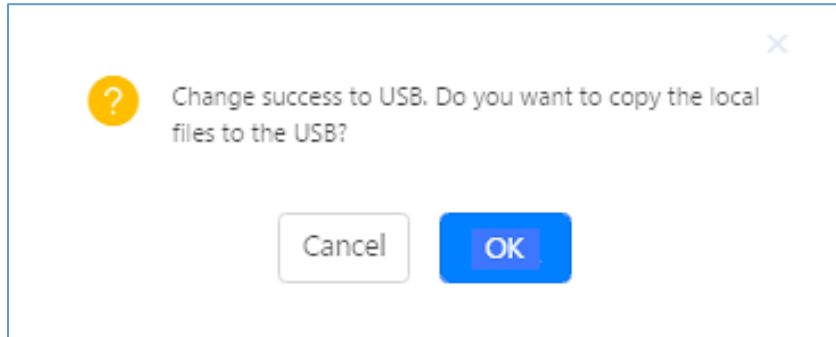 Change success to USB. Do you want to copy the local
files to the USB?
Cancel
OK